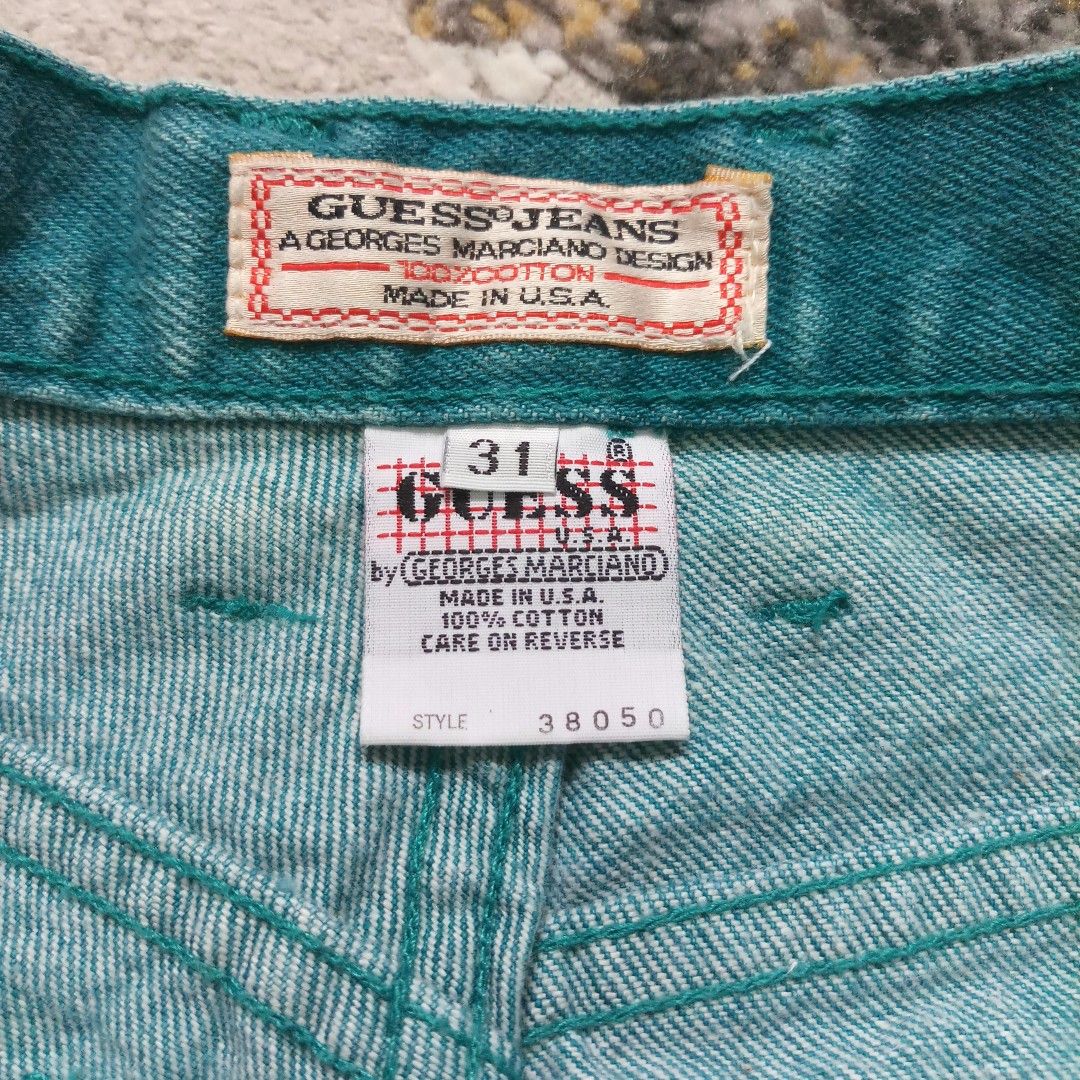 GUESS® JEANS
A GEORGES MARCIANO DESIGN
100% COTTON
MADE IN U.S.A.
31
GUESS®
U.S.A.
by GEORGES MARCIANO
MADE IN U.S.A.
100% COTTON
CARE ON REVERSE
STYLE 38050